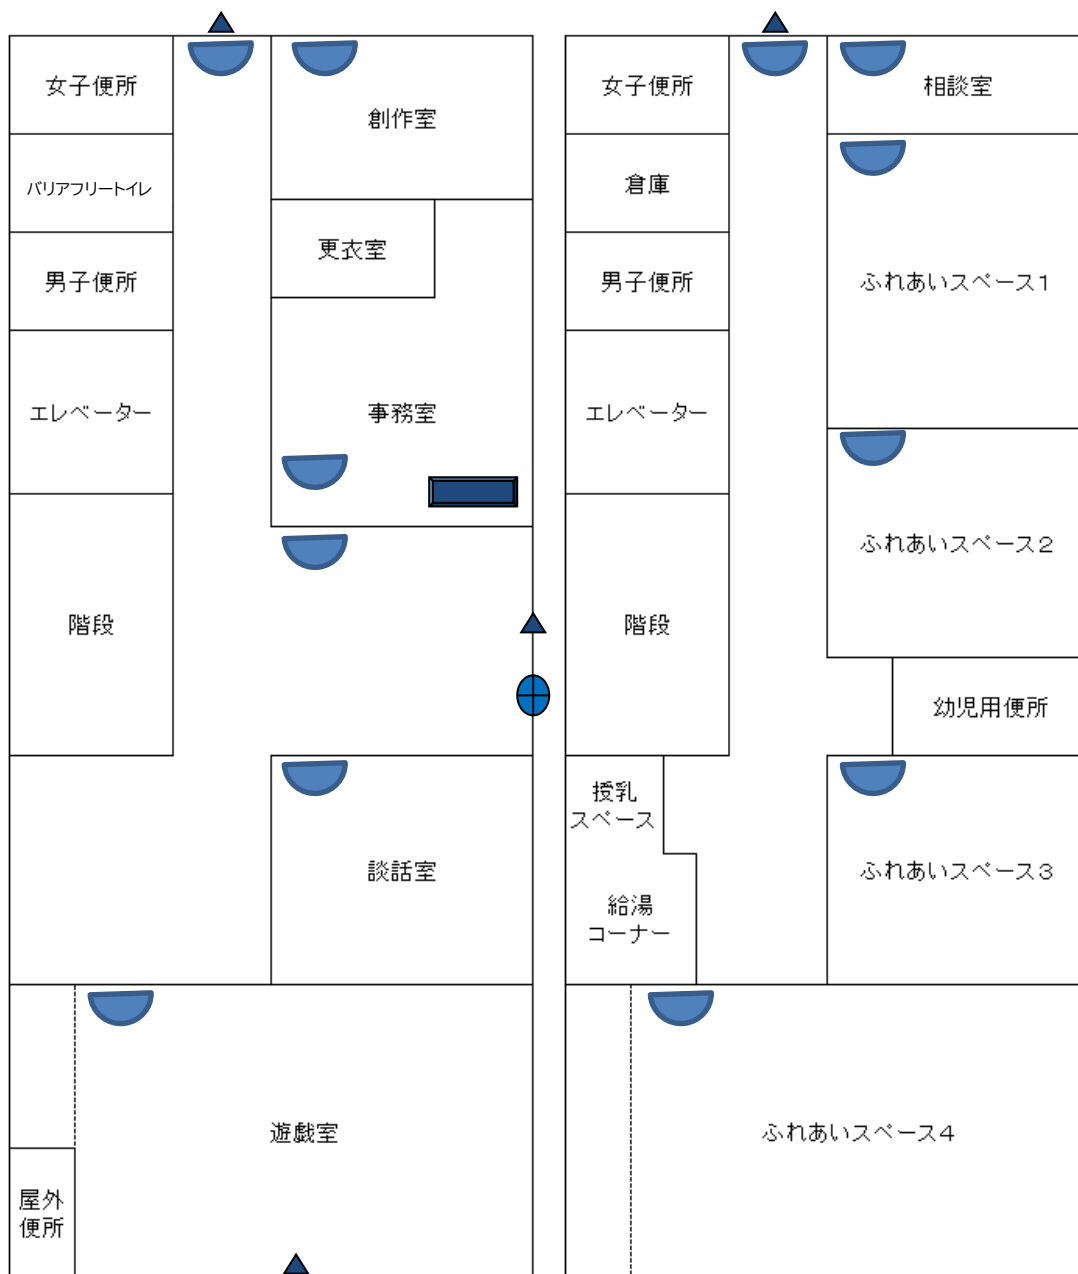 女子便所
創作室
バリアフリートイレ
更衣室
男子便所
エレベーター
事務室
階段
談話室
遊戯室
屋外
便所
女子便所
相談室
倉庫
男子便所
ふれあいスペース1
エレベーター
ふれあいスペース2
階段
幼児用便所
授乳
スペース
ふれあいスペース3
給湯
コーナー
ふれあいスペース4